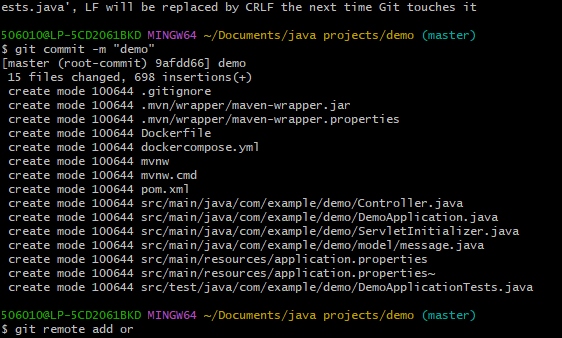 ests.java', LF will be replaced by CRLF the next time Git touches it
506010@LP-5CD2061BKD MINGW64 ~/Documents/java projects/demo (master)
$ git commit -m "demo"
[master (root-commit) 9afdd66] demo
 15 files changed, 698 insertions(+)
 create mode 100644 .gitignore
 create mode 100644 .mvn/wrapper/maven-wrapper.jar
 create mode 100644 .mvn/wrapper/maven-wrapper.properties
 create mode 100644 Dockerfile
 create mode 100644 dockercompose.yml
 create mode 100644 mvnw
 create mode 100644 mvnw.cmd
 create mode 100644 pom.xml
 create mode 100644 src/main/java/com/example/demo/Controller.java
 create mode 100644 src/main/java/com/example/demo/DemoApplication.java
 create mode 100644 src/main/java/com/example/demo/ServletInitializer.java
 create mode 100644 src/main/java/com/example/demo/model/message.java
 create mode 100644 src/main/resources/application.properties
 create mode 100644 src/main/resources/application.properties~
 create mode 100644 src/test/java/com/example/demo/DemoApplicationTests.java
506010@LP-5CD2061BKD MINGW64 ~/Documents/java projects/demo (master)
$ git remote add or